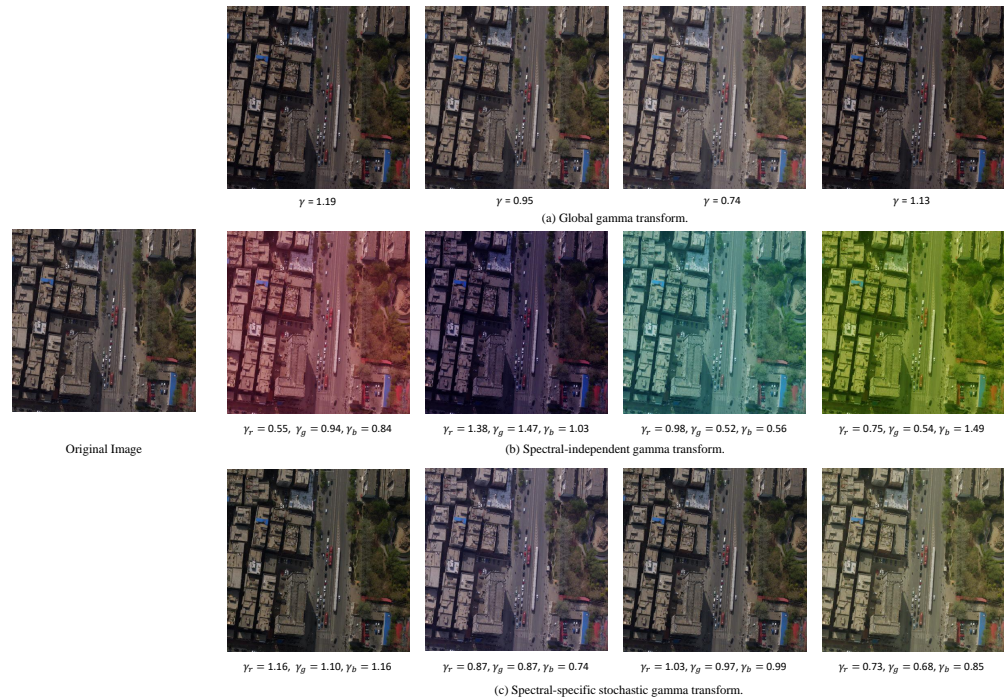 γ = 1.19 γ = 0.95 γ = 0.74 γ = 1.13
(a) Global gamma transform.
γr = 0.55, γg = 0.94, γb = 0.84 γr = 1.38, γg = 1.47, γb = 1.03 γr = 0.98, γg = 0.52, γb = 0.56 γr = 0.75, γg = 0.54, γb = 1.49
Original Image
(b) Spectral-independent gamma transform.
γr = 1.16, γg = 1.10, γb = 1.16 γr = 0.87, γg = 0.87, γb = 0.74 γr = 1.03, γg = 0.97, γb = 0.99 γr = 0.73, γg = 0.68, γb = 0.85
(c) Spectral-specific stochastic gamma transform.